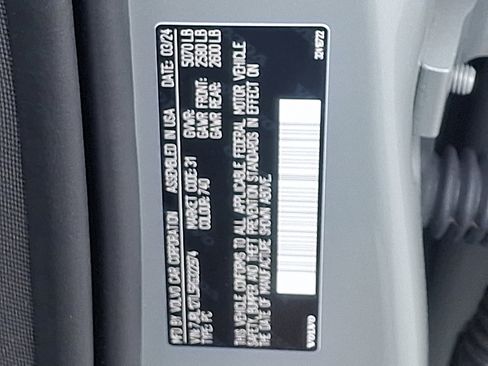 MFD BY VOLVO CAR CORPORATION ASSEMBLED IN USA DATE: 03/24
TYPE: PC
MARKET CODE: 31
COLOUR: 740
GVWR: 5070 LB
GAWR FRONT: 2590 LB
GAWR REAR: 2600 LB
THIS VEHICLE CONFORMS TO ALL APPLICABLE FEDERAL MOTOR VEHICLE
SAFETY, BUMPER AND THEFT PREVENTION STANDARDS IN EFFECT ON
THE DATE OF MANUFACTURE SHOWN ABOVE.
VOLVO